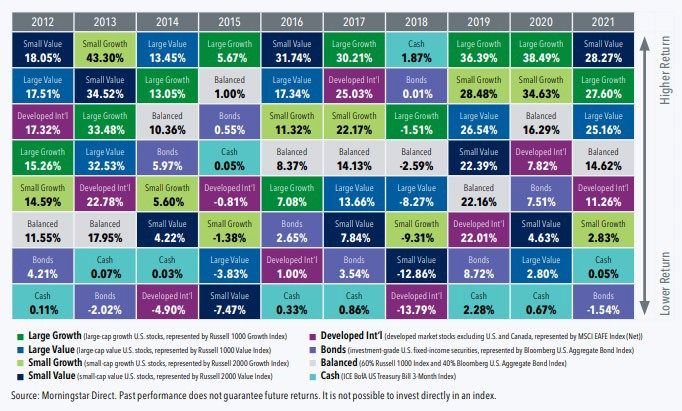 2012 2013 2014 2015 2016 2017 2018 2019 2020 2021
Small Value Small Growth Large Value Large Growth Small Value Large Growth Cash Large Growth Large Growth Small Value
18.05% 43.30% 13.45% 5.67% 31.74% 30.21% 1.87% 36.39% 38.49% 28.27%
Large Value Small Value Large Growth Balanced Large Value Developed Int'l Bonds Small Growth Small Growth Large Growth
17.51% 34.52% 13.05% 1.00% 17.34% 25.03% 0.01% 28.48% 34.63% 27.60%
Developed Int'l Large Growth Balanced Bonds Small Growth Small Growth Large Growth Large Value Balanced Large Value
17.32% 33.48% 10.36% 0.55% 11.32% 22.17% -1.51% 26.54% 16.29% 25.16%
Large Growth Large Value Bonds Cash Balanced Balanced Balanced Small Value Developed Int'l Balanced
15.26% 32.53% 5.97% 0.05% 8.37% 14.13% -2.59% 22.39% 7.82% 14.62%
Small Growth Developed Int'l Small Growth Developed Int'l Large Growth Large Value Large Value Balanced Bonds Developed Int'l
14.59% 22.78% 5.60% -0.81% 7.08% 13.66% -8.27% 22.16% 7.51% 11.26%
Balanced Balanced Small Value Small Growth Bonds Small Value Small Growth Developed Int'l Small Value Small Growth
11.55% 17.95% 4.22% -1.38% 2.65% 7.84% -9.31% 22.01% 4.63% 2.83%
Bonds Cash Cash Large Value Developed Int'l Bonds Small Value Bonds Large Value Cash
4.21% 0.07% 0.03% -3.83% 1.00% 3.54% -12.86% 8.72% 2.80% 0.05%
Cash Bonds Developed Int'l Small Value Cash Cash Developed Int'l Cash Cash Bonds
0.11% -2.02% -4.90% -7.47% 0.33% 0.86% -13.79% 2.28% 0.67% -1.54%
Higher Return
Lower Return
Large Growth (large-cap growth U.S. stocks, represented by Russell 1000 Growth Index)
Large Value (large-cap value U.S. stocks, represented by Russell 1000 Value Index)
Small Growth (small-cap growth U.S. stocks, represented by Russell 2000 Growth Index)
Small Value (small-cap value U.S. stocks, represented by Russell 2000 Value Index)
Developed Int'l (developed market stocks excluding U.S. and Canada, represented by MSCI EAFE Index (Net))
Bonds (investment-grade U.S. fixed-income securities, represented by Bloomberg U.S. Aggregate Bond Index)
Balanced (60% Russell 1000 Index and 40% Bloomberg U.S. Aggregate Bond Index)
Cash (ICE BofA US Treasury Bill 3-Month Index)
Source: Morningstar Direct. Past performance does not guarantee future returns. It is not possible to invest directly in an index.